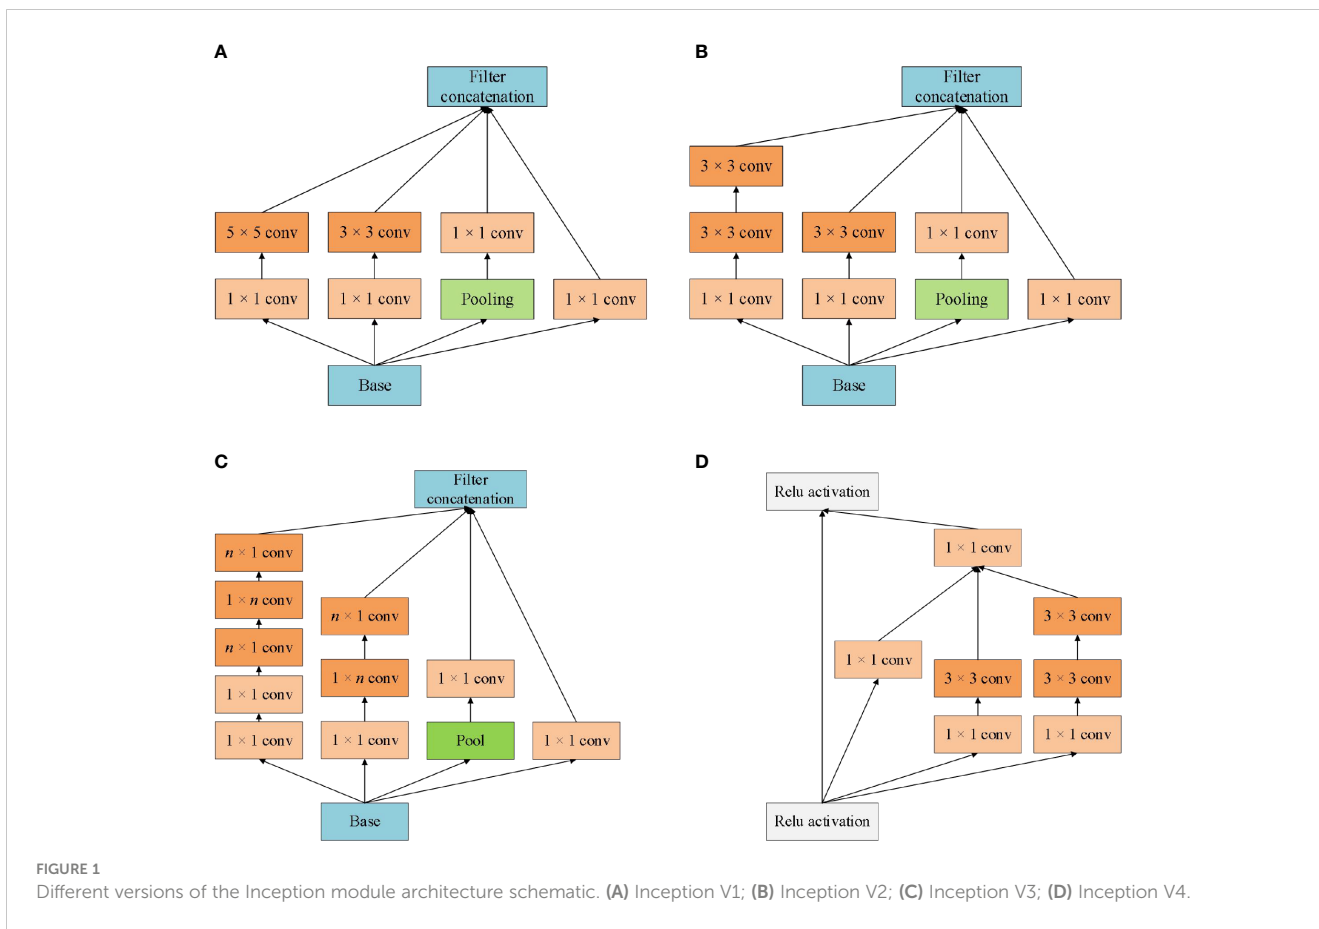 A
Filter
concatenation
5 × 5 conv
3 × 3 conv
1 × 1 conv
1 × 1 conv
1 × 1 conv
Pooling
1 × 1 conv
Base
B
Filter
concatenation
3 × 3 conv
3 × 3 conv
3 × 3 conv
1 × 1 conv
1 × 1 conv
1 × 1 conv
Pooling
1 × 1 conv
Base
C
Filter
concatenation
n × 1 conv
1 × n conv
n × 1 conv
n × 1 conv
1 × 1 conv
1 × n conv
1 × 1 conv
1 × 1 conv
1 × 1 conv
Pool
1 × 1 conv
Base
D
Relu activation
1 × 1 conv
3 × 3 conv
1 × 1 conv
3 × 3 conv
3 × 3 conv
1 × 1 conv
1 × 1 conv
Relu activation
FIGURE 1
Different versions of the Inception module architecture schematic. (A) Inception V1; (B) Inception V2; (C) Inception V3; (D) Inception V4.